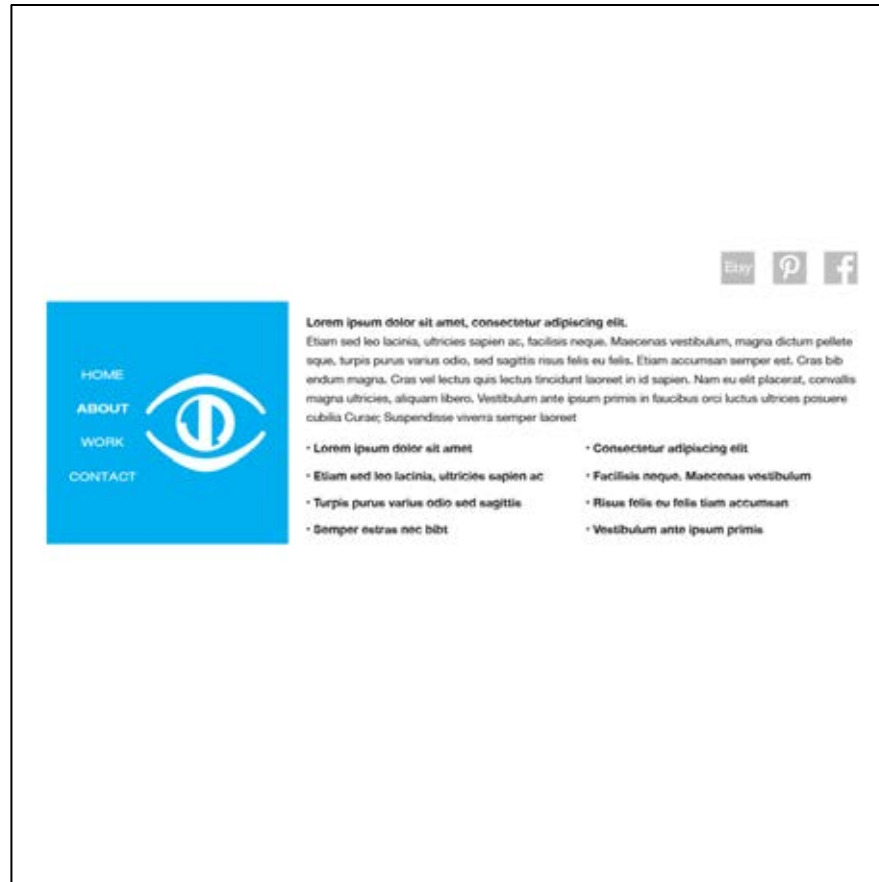 Etsy
HOME
ABOUT
WORK
CONTACT
Lorem ipsum dolor sit amet, consectetur adipiscing elit.
Etiam sed leo lacinia, ultricies sapien ac, facilisis neque. Maecenas vestibulum, magna dictum pellete
sque, turpis purus varius odio, sed sagittis risus felis eu felis. Etiam accumsan semper est. Cras bib
endum magna. Cras vel lectus quis lectus tincidunt laoreet in id sapien. Nam eu elit placerat, convallis
magna ultricies, aliquam libero. Vestibulum ante ipsum primis in faucibus orci luctus ultrices posuere
cubilia Curae; Suspendisse viverra semper laoreet
• Lorem ipsum dolor sit amet
• Etiam sed leo lacinia, ultricies sapien ac
• Turpis purus varius odio sed sagittis
• Semper estras nec bibt
• Consectetur adipiscing elit
• Facilisis neque. Maecenas vestibulum
• Risus felis eu felis tiam accumsan
• Vestibulum ante ipsum primis